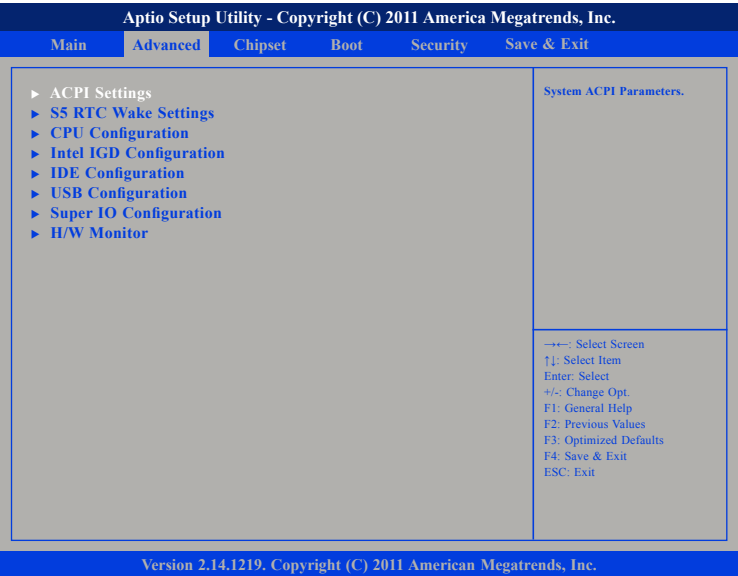 Aptio Setup Utility - Copyright (C) 2011 America Megatrends, Inc.
Main Advanced Chipset Boot Security Save & Exit
► ACPI Settings
► S5 RTC Wake Settings
► CPU Configuration
► Intel IGD Configuration
► IDE Configuration
► USB Configuration
► Super IO Configuration
► H/W Monitor
System ACPI Parameters.
→←: Select Screen
↑↓: Select Item
Enter: Select
+/-: Change Opt.
F1: General Help
F2: Previous Values
F3: Optimized Defaults
F4: Save & Exit
ESC: Exit
Version 2.14.1219. Copyright (C) 2011 American Megatrends, Inc.